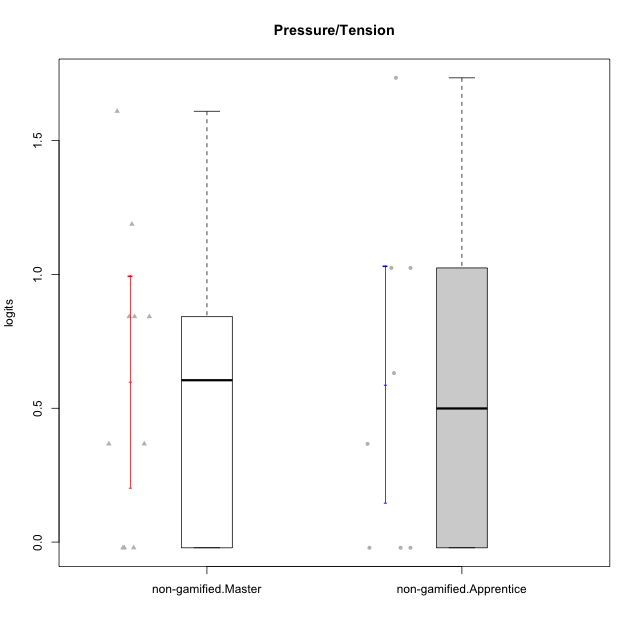 Pressure/Tension
logits
1.5
1.0
0.5
0.0
non-gamified.Master
non-gamified.Apprentice